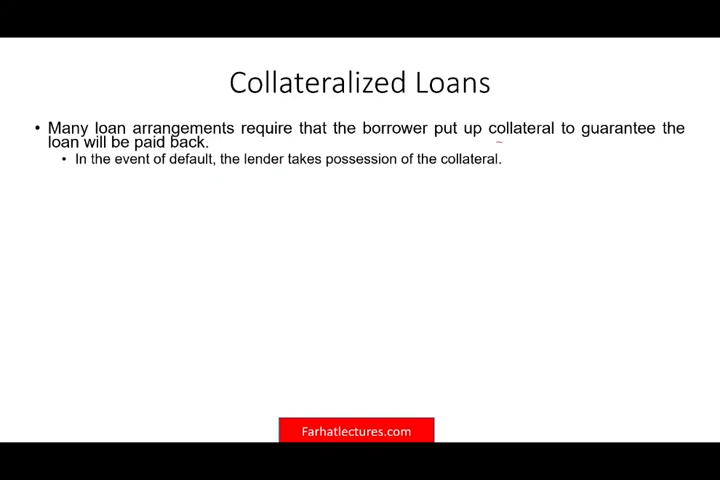 Collateralized Loans
• Many loan arrangements require that the borrower put up collateral to guarantee the
loan will be paid back.
• In the event of default, the lender takes possession of the collateral.
Farhatlectures.com